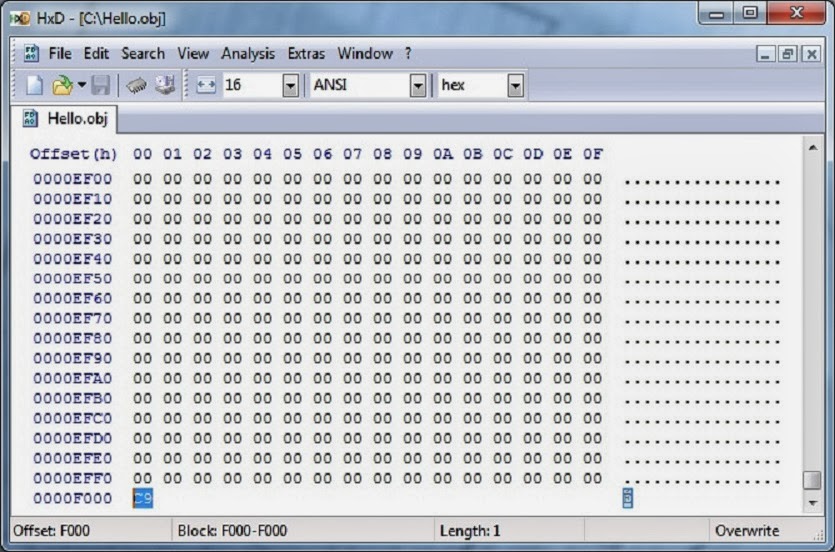 HxD - [C:\Hello.obj]
File Edit Search View Analysis Extras Window ?
16 ANSI hex
Hello.obj
Offset(h) 00 01 02 03 04 05 06 07 08 09 0A 0B 0C 0D 0E 0F
0000EF00 00 00 00 00 00 00 00 00 00 00 00 00 00 00 00 00 ................
0000EF10 00 00 00 00 00 00 00 00 00 00 00 00 00 00 00 00 ................
0000EF20 00 00 00 00 00 00 00 00 00 00 00 00 00 00 00 00 ................
0000EF30 00 00 00 00 00 00 00 00 00 00 00 00 00 00 00 00 ................
0000EF40 00 00 00 00 00 00 00 00 00 00 00 00 00 00 00 00 ................
0000EF50 00 00 00 00 00 00 00 00 00 00 00 00 00 00 00 00 ................
0000EF60 00 00 00 00 00 00 00 00 00 00 00 00 00 00 00 00 ................
0000EF70 00 00 00 00 00 00 00 00 00 00 00 00 00 00 00 00 ................
0000EF80 00 00 00 00 00 00 00 00 00 00 00 00 00 00 00 00 ................
0000EF90 00 00 00 00 00 00 00 00 00 00 00 00 00 00 00 00 ................
0000EFA0 00 00 00 00 00 00 00 00 00 00 00 00 00 00 00 00 ................
0000EFB0 00 00 00 00 00 00 00 00 00 00 00 00 00 00 00 00 ................
0000EFC0 00 00 00 00 00 00 00 00 00 00 00 00 00 00 00 00 ................
0000EFD0 00 00 00 00 00 00 00 00 00 00 00 00 00 00 00 00 ................
0000EFE0 00 00 00 00 00 00 00 00 00 00 00 00 00 00 00 00 ................
0000EFF0 00 00 00 00 00 00 00 00 00 00 00 00 00 00 00 00 ................
0000F000 C9
Offset: F000 Block: F000-F000 Length: 1 Overwrite